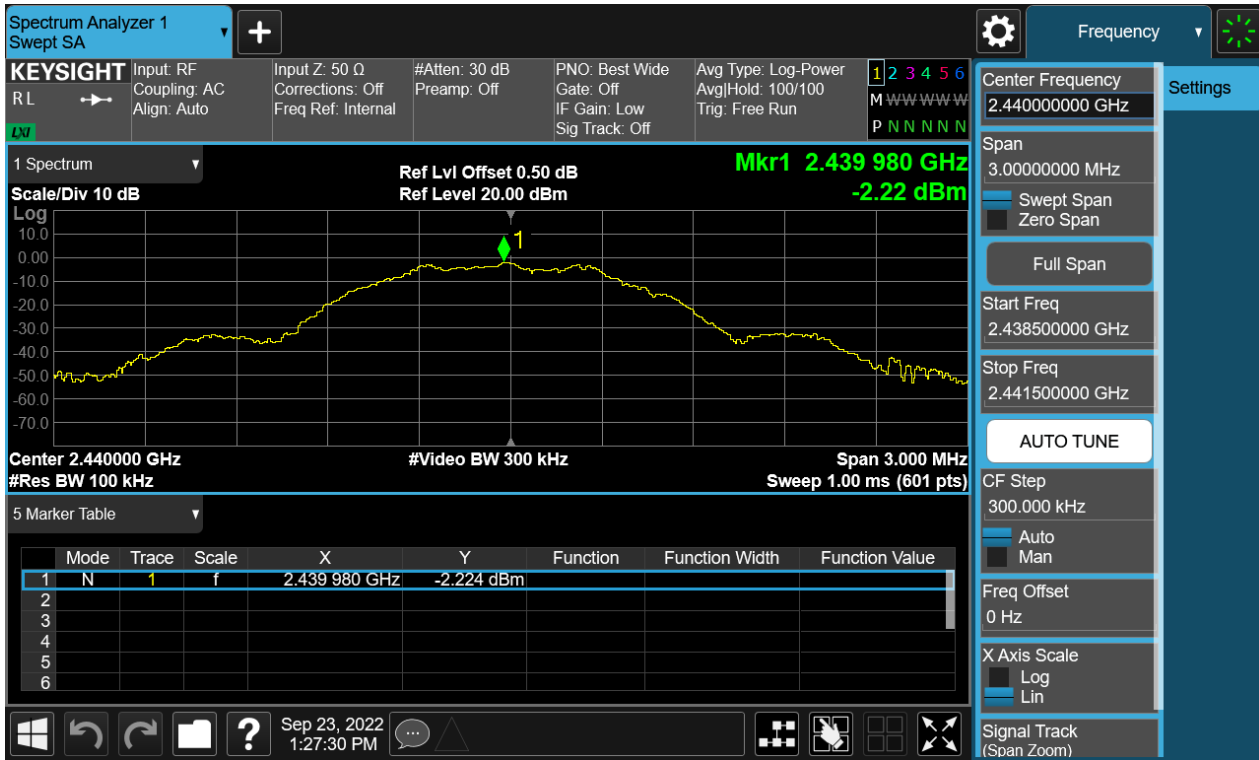 Spectrum Analyzer 1
Swept SA
+
Frequency
KEYSIGHT
R L
LXI
Input: RF
Coupling: AC
Align: Auto
Input Z: 50 Ω
Corrections: Off
Freq Ref: Internal
#Atten: 30 dB
Preamp: Off
PNO: Best Wide
Gate: Off
IF Gain: Low
Sig Track: Off
Avg Type: Log-Power
Avg|Hold: 100/100
Trig: Free Run
1 2 3 4 5 6
M W W W W W
P N N N N N
1 Spectrum
Scale/Div 10 dB
Ref Lvl Offset 0.50 dB
Ref Level 20.00 dBm
Mkr1 2.439 980 GHz
-2.22 dBm
Log
10.0
0.00
-10.0
-20.0
-30.0
-40.0
-50.0
-60.0
-70.0
1
Center 2.440000 GHz
#Res BW 100 kHz
#Video BW 300 kHz
Span 3.000 MHz
Sweep 1.00 ms (601 pts)
5 Marker Table
Mode Trace Scale X Y Function Function Width Function Value
1 N 1 f 2.439 980 GHz -2.224 dBm
2
3
4
5
6
?
Sep 23, 2022
1:27:30 PM
Center Frequency
2.440000000 GHz
Settings
Span
3.00000000 MHz
Swept Span
Zero Span
Full Span
Start Freq
2.438500000 GHz
Stop Freq
2.441500000 GHz
AUTO TUNE
CF Step
300.000 kHz
Auto
Man
Freq Offset
0 Hz
X Axis Scale
Log
Lin
Signal Track
(Span Zoom)